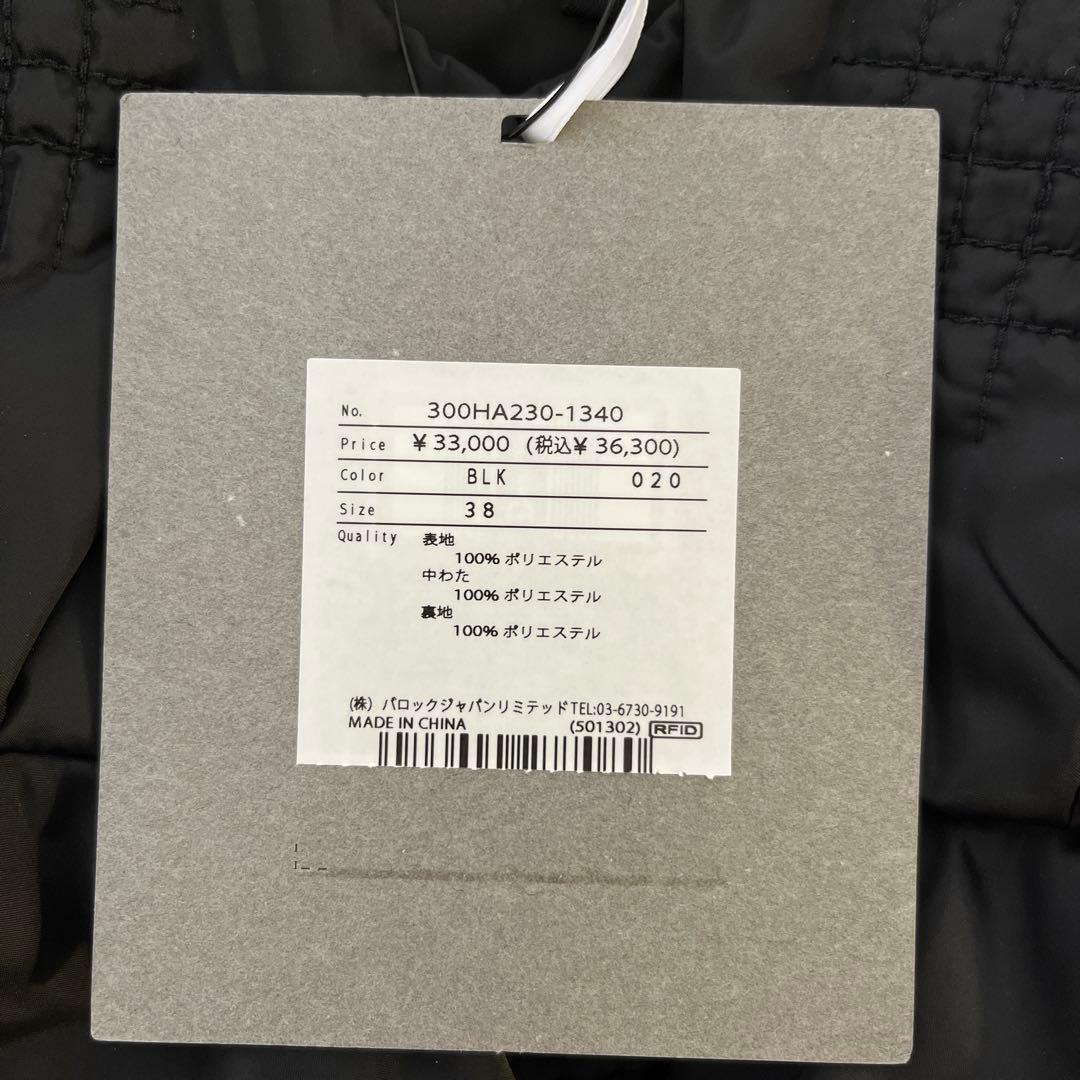 No. 300HA230-1340
Price ¥33,000 (税込¥ 36,300)
Color BLK 020
Size 38
Quality 表地
100% ポリエステル
中わた
100% ポリエステル
裏地
100% ポリエステル
(株) バロックジャパンリミテッドTEL:03-6730-9191
MADE IN CHINA (501302) RFID